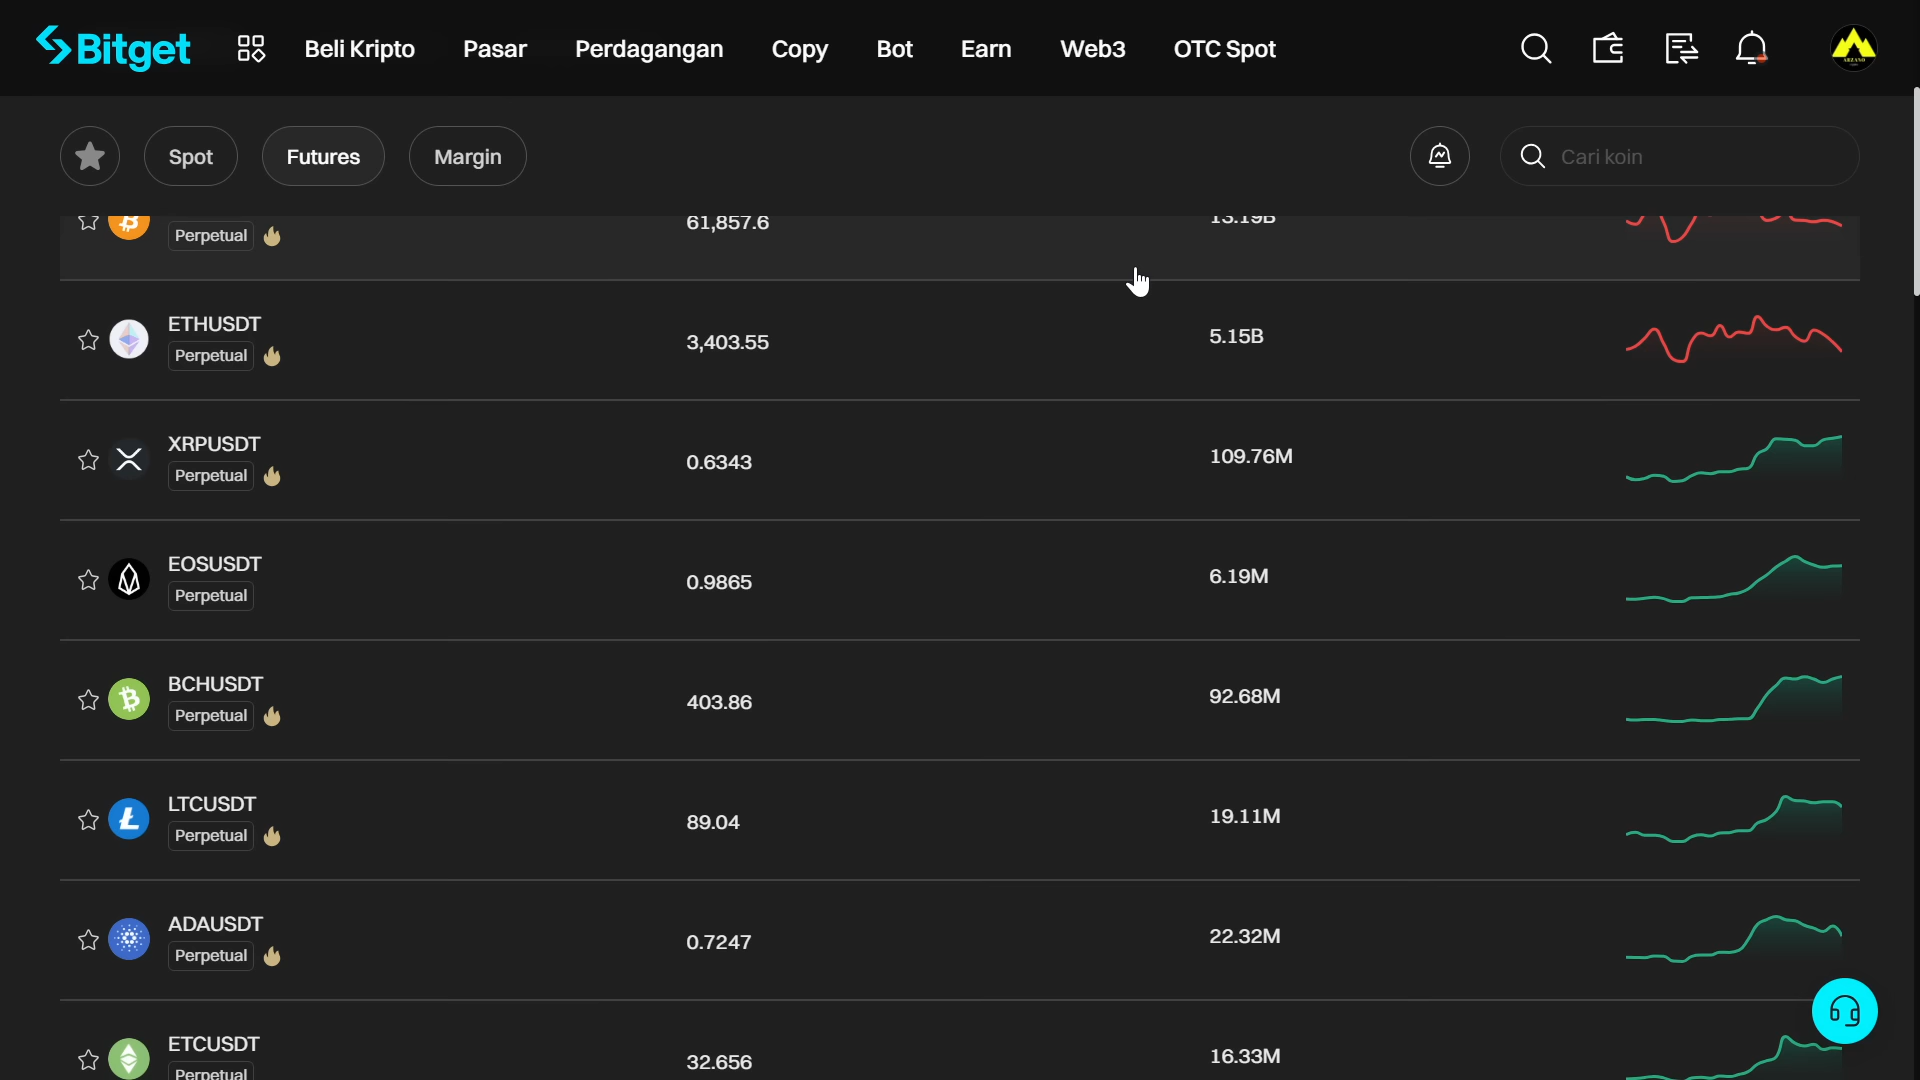 Bitget Beli Kripto Pasar Perdagangan Copy Bot Earn Web3 OTC Spot
Spot Futures Margin Cari koin
61,857.6 13.19B
Perpetual
ETHUSDT
Perpetual 3,403.55 5.15B
XRPUSDT
Perpetual 0.6343 109.76M
EOSUSDT
Perpetual 0.9865 6.19M
BCHUSDT
Perpetual 403.86 92.68M
LTCUSDT
Perpetual 89.04 19.11M
ADAUSDT
Perpetual 0.7247 22.32M
ETCUSDT
Perpetual 32.656 16.33M